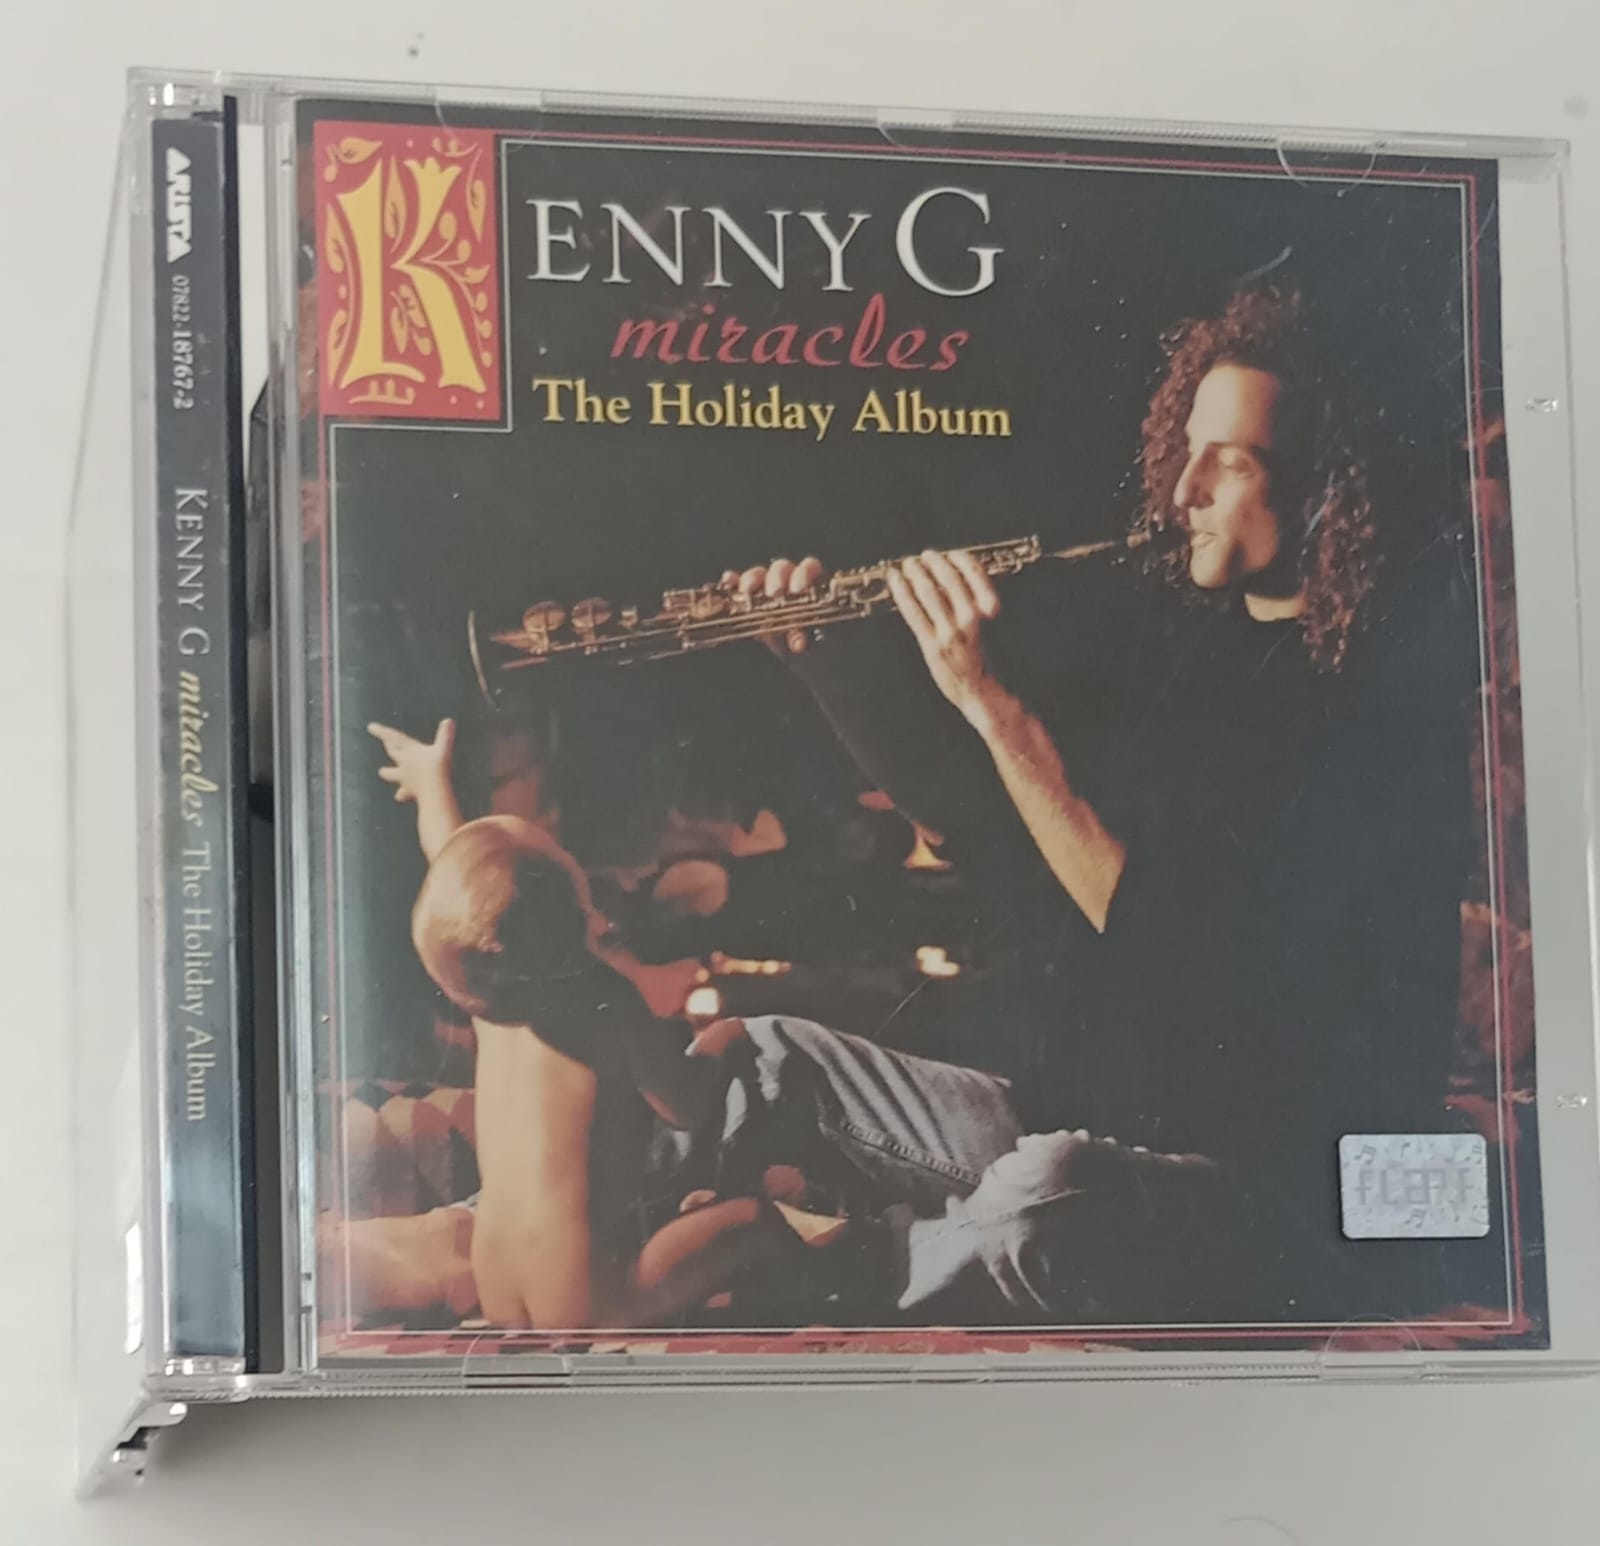 KENNY G
miracles
The Holiday Album
ARISTA 07822-18767-2 KENNY G miracles The Holiday Album